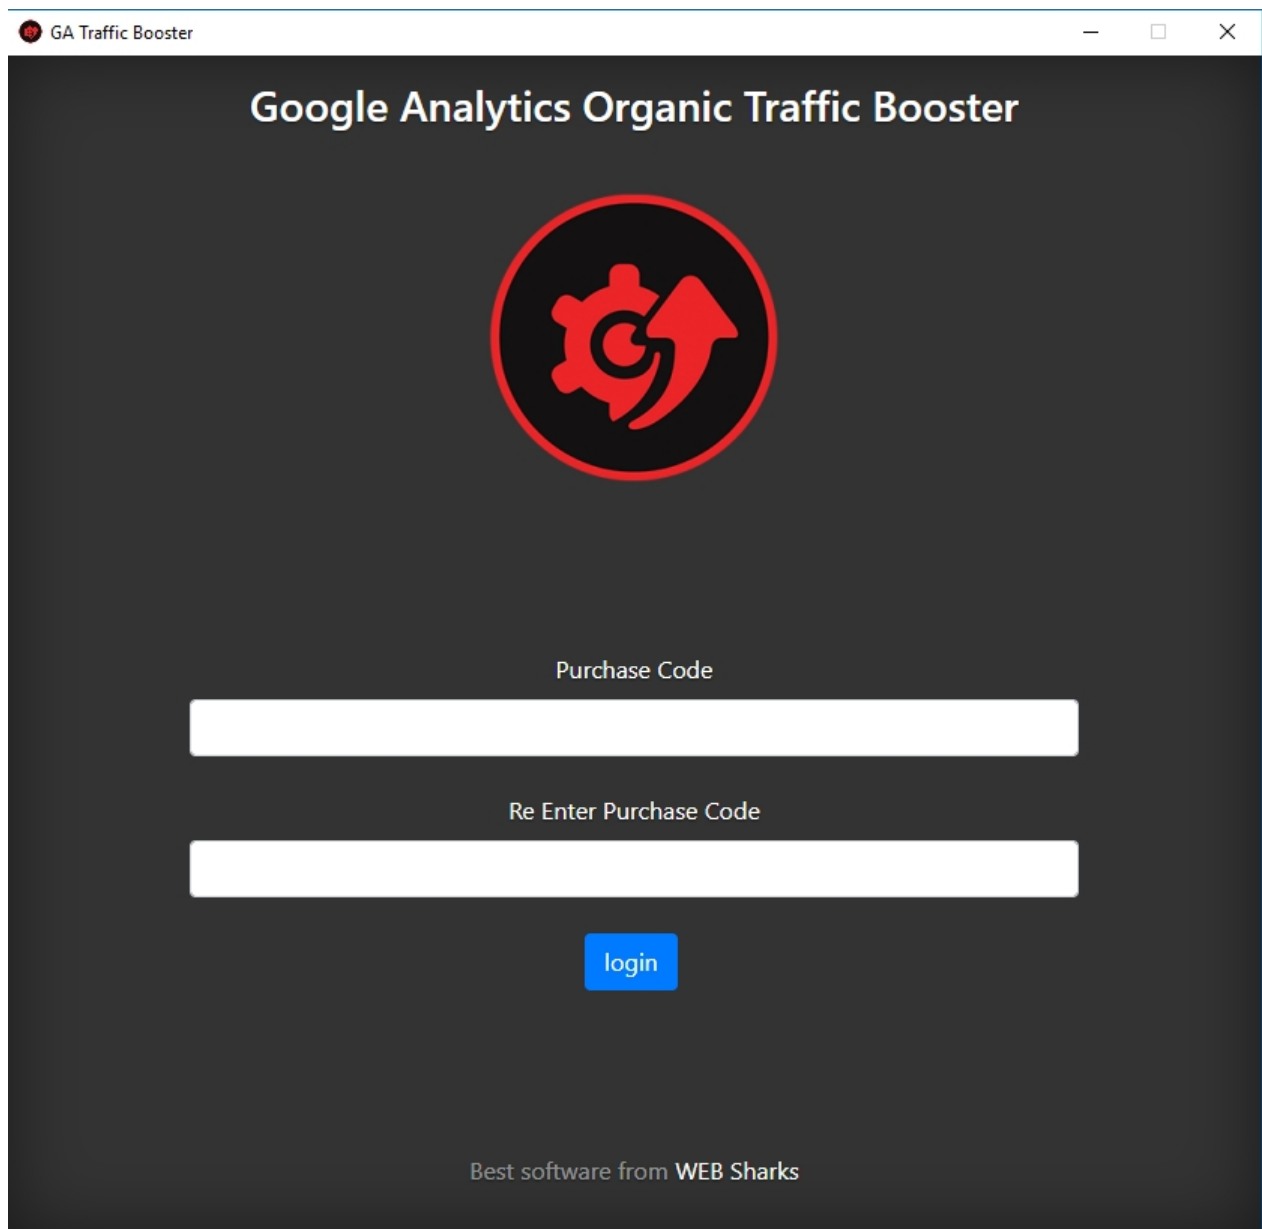 GA Traffic Booster
Google Analytics Organic Traffic Booster
Purchase Code
Re Enter Purchase Code
login
Best software from WEB Sharks